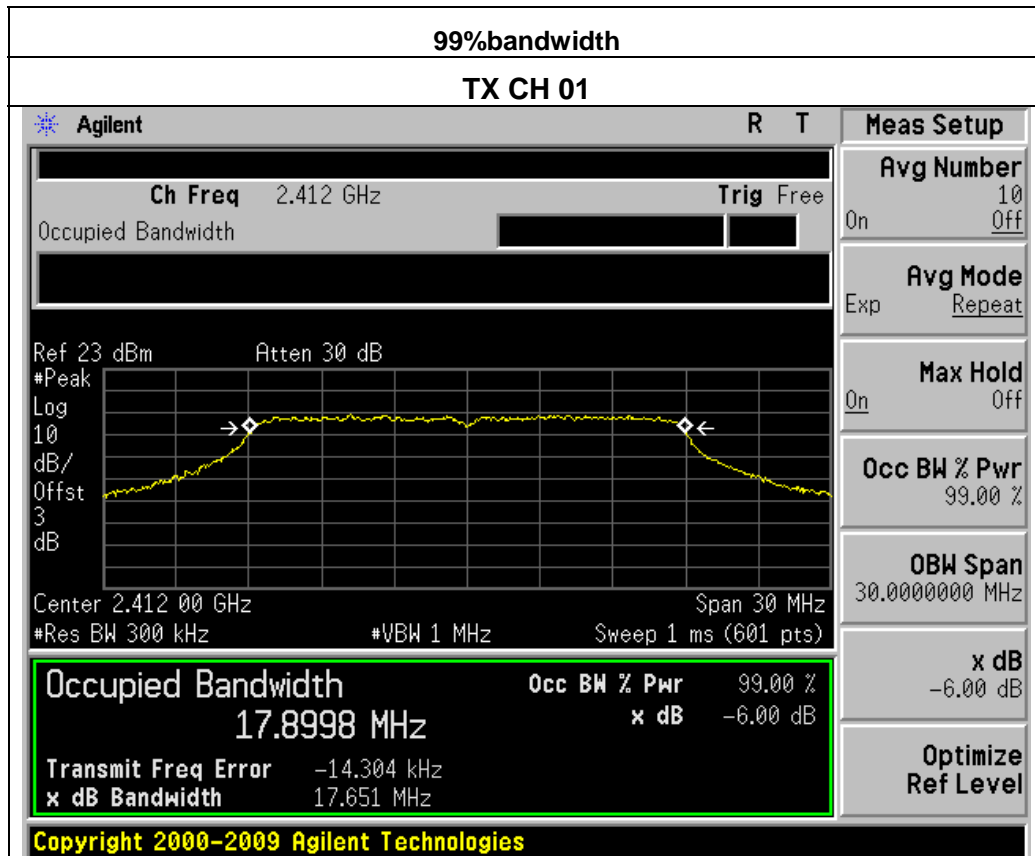 99%bandwidth
TX CH 01
Agilent R T
Ch Freq 2.412 GHz Trig Free
Occupied Bandwidth
Ref 23 dBm Atten 30 dB
#Peak
Log
10
dB/
Offst
3
dB
Center 2.412 00 GHz Span 30 MHz
#Res BW 300 kHz #VBW 1 MHz Sweep 1 ms (601 pts)
Occupied Bandwidth Occ BW % Pwr 99.00 %
17.8998 MHz x dB -6.00 dB
Transmit Freq Error -14.304 kHz
x dB Bandwidth 17.651 MHz
Copyright 2000-2009 Agilent Technologies
Meas Setup
Avg Number
10
On Off
Avg Mode
Exp Repeat
Max Hold
On Off
Occ BW % Pwr
99.00 %
OBW Span
30.0000000 MHz
x dB
-6.00 dB
Optimize
Ref Level